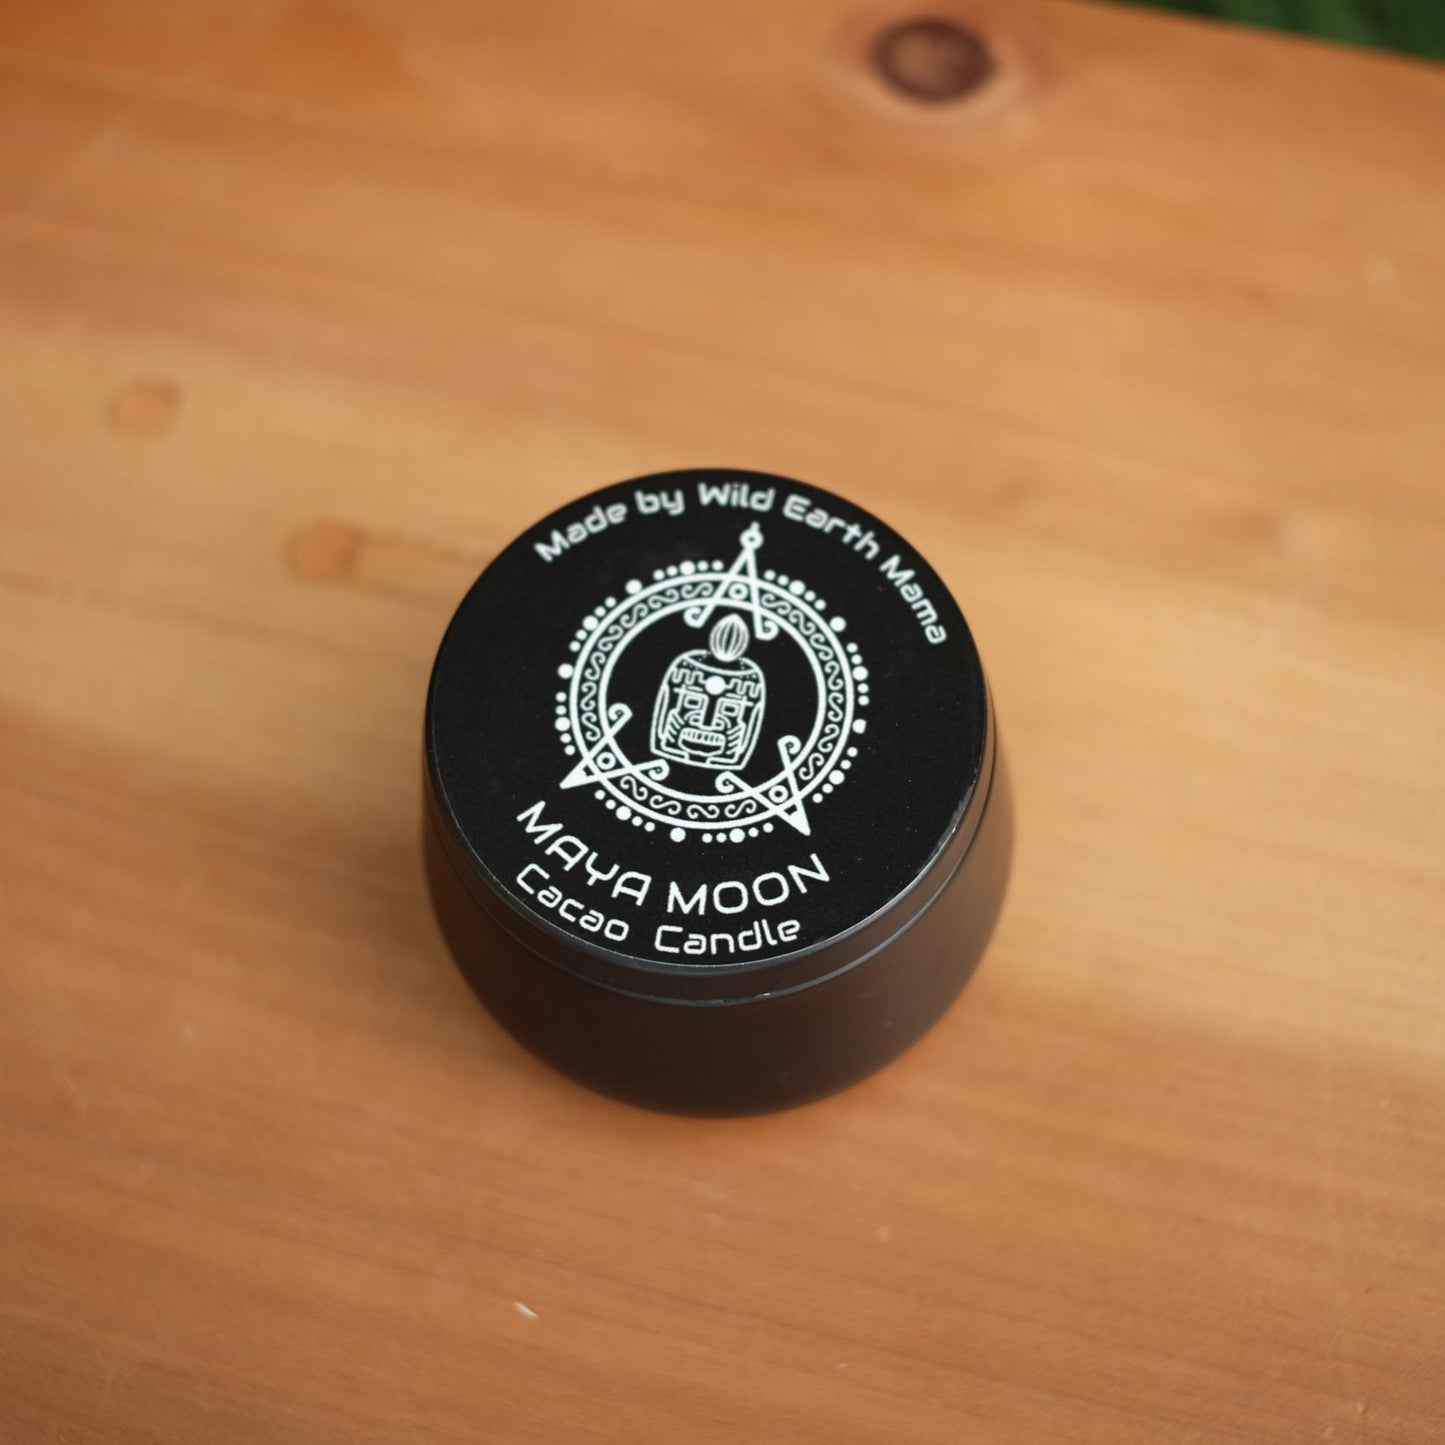 Made by Wild Earth Mama
MAYA MOON
Cacao Candle